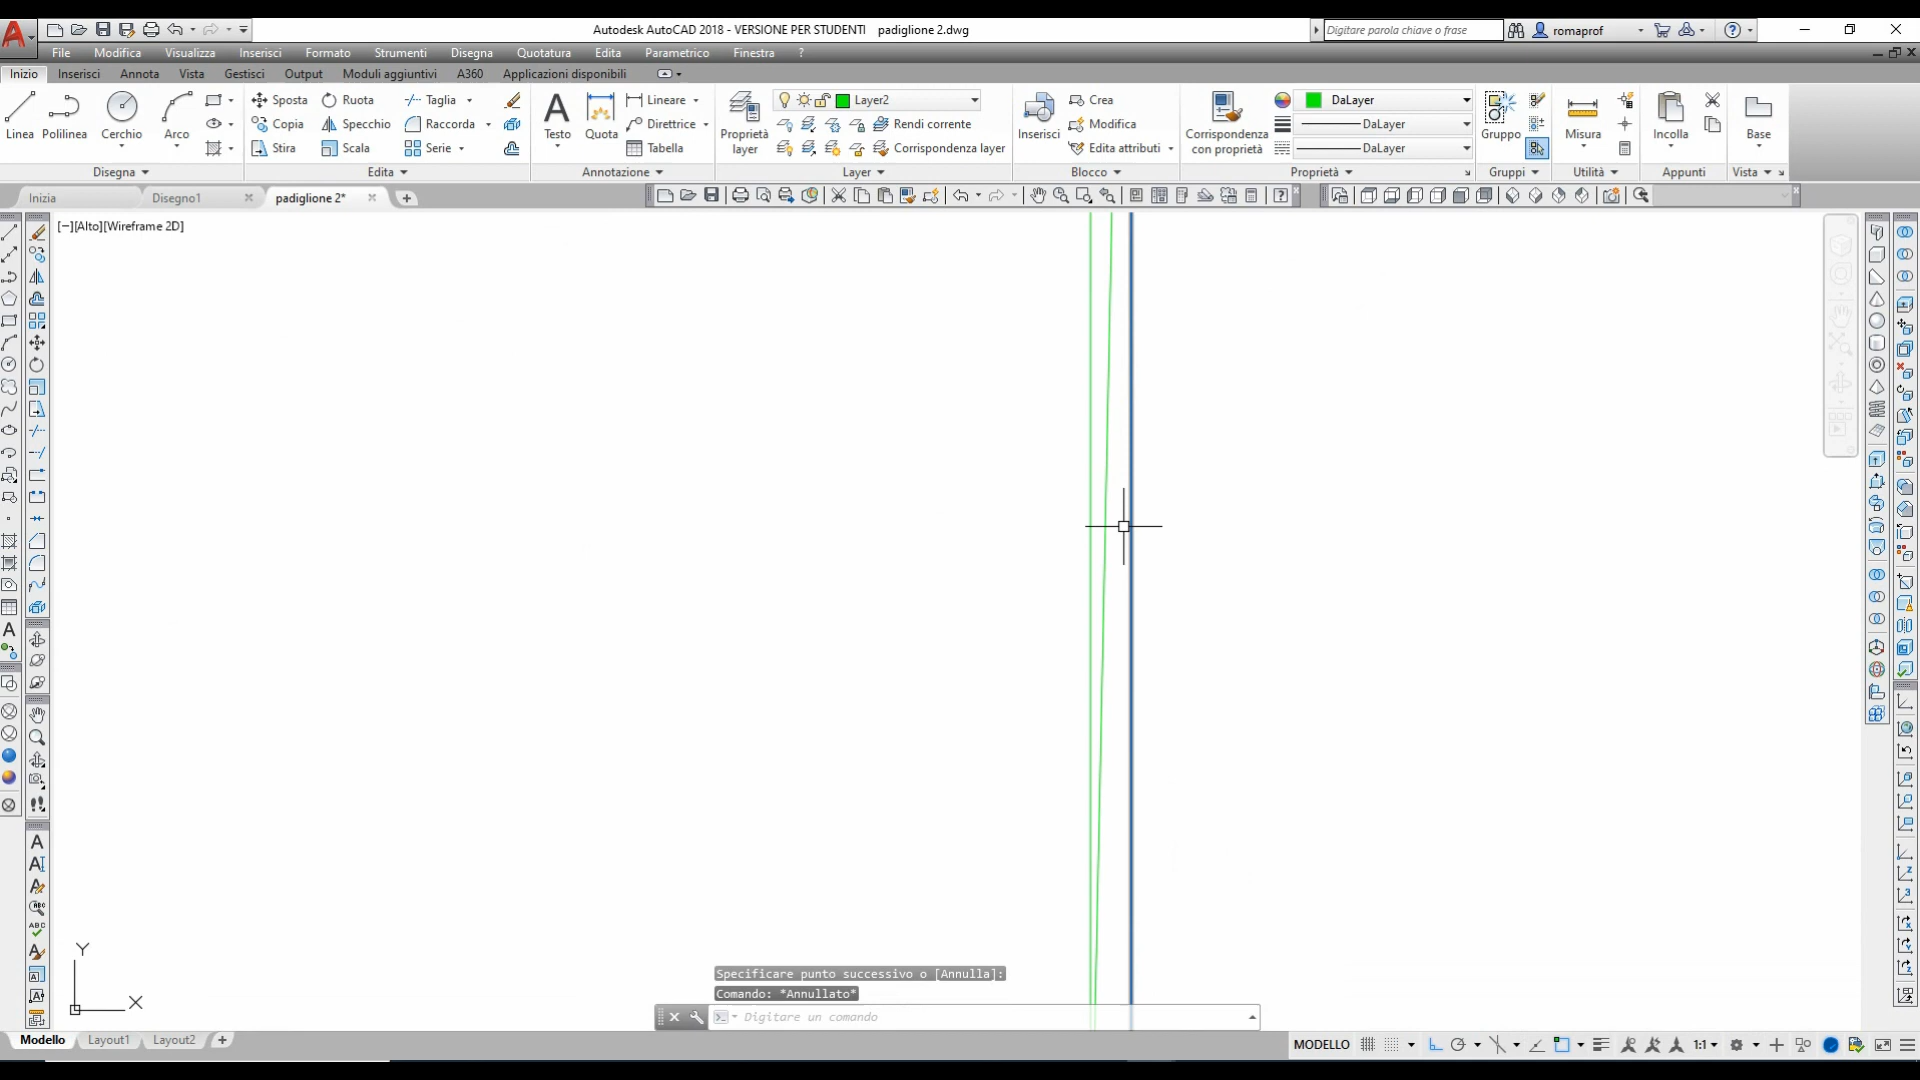 Autodesk AutoCAD 2018 - VERSIONE PER STUDENTI padiglione 2.dwg
Digitare parola chiave o frase
romaprof
File Modifica Visualizza Inserisci Formato Strumenti Disegna Quotatura Edita Parametrico Finestra ?
Inizio Inserisci Annota Vista Gestisci Output Moduli aggiuntivi A360 Applicazioni disponibili
Linea Polilinea Cerchio Arco
Disegna
Sposta Ruota Taglia
Copia Specchio Raccorda
Stira Scala Serie
Edita
Testo Quota
Lineare
Direttrice
Tabella
Annotazione
Proprietà
layer
Layer2
Rendi corrente
Corrispondenza layer
Layer
Inserisci
Crea
Modifica
Edita attributi
Blocco
Corrispondenza
con proprietà
DaLayer
DaLayer
DaLayer
Proprietà
Gruppo
Gruppi
Misura
Utilità
Incolla
Appunti
Base
Vista
Inizia Disegno1 padiglione 2*
[−][Alto][Wireframe 2D]
Y
X
Specificare punto successivo o [Annulla]:
Comando: *Annullato*
Digitare un comando
Modello Layout1 Layout2
MODELLO 1:1